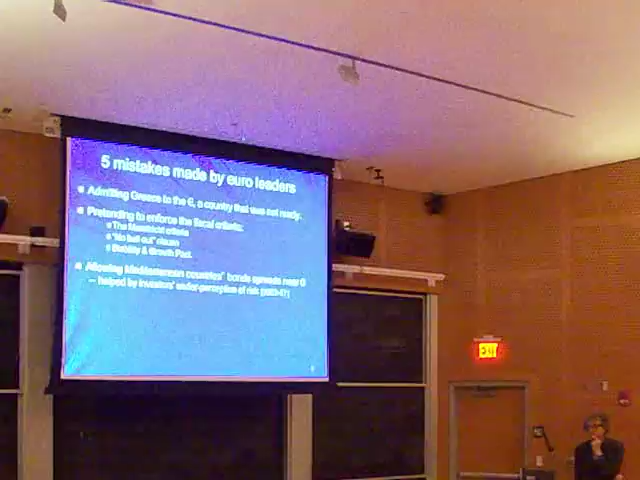 5 mistakes made by euro leaders
Admitting Greece to the €, a country that was not ready.
Pretending to enforce the fiscal criteria:
The Maastricht criteria
"No bail out" clause
Stability & Growth Pact.
Allowing Mediterranean countries' bonds spreads near 0
— helped by investors' under-perception of risk